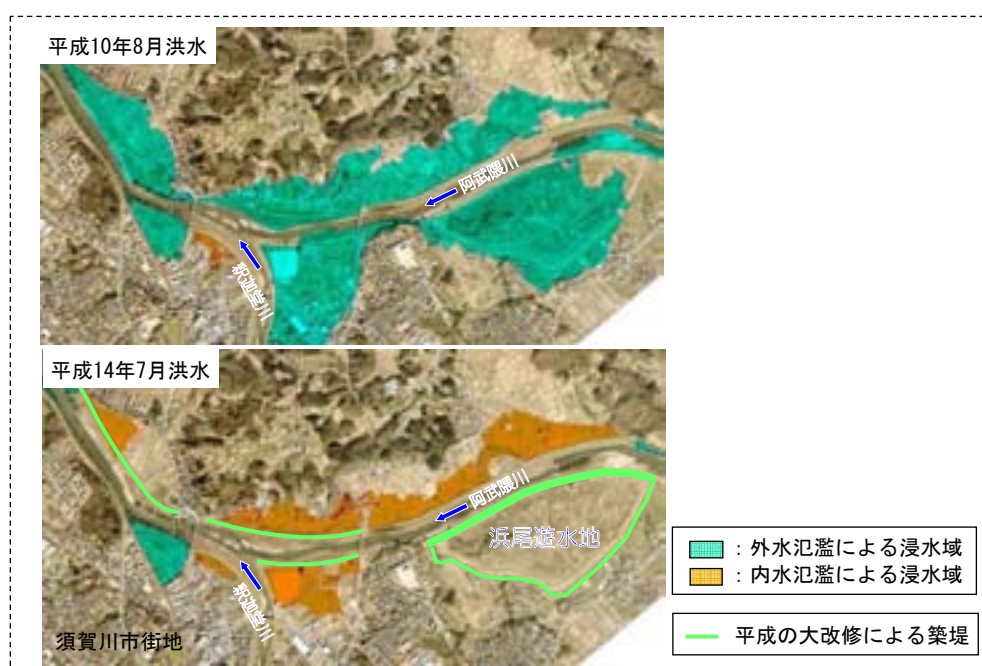 平成10年8月洪水
阿武隈川
釈迦堂川
平成14年7月洪水
阿武隈川
浜尾遊水地
釈迦堂川
須賀川市街地
：外水氾濫による浸水域
：内水氾濫による浸水域
平成の大改修による築堤